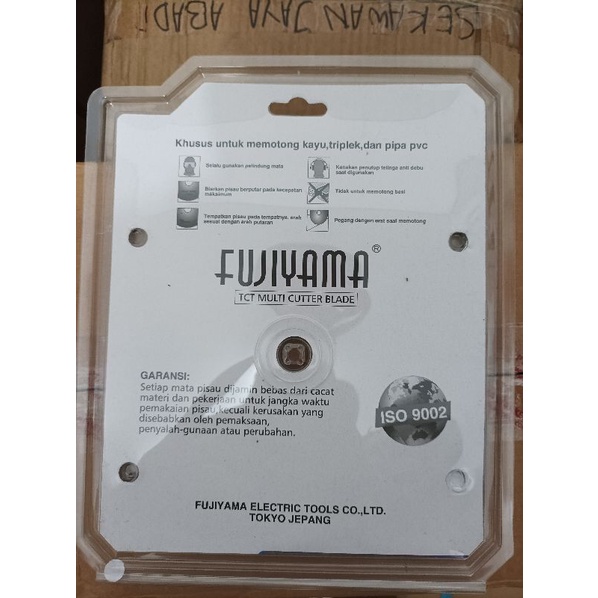 SEKAWAN JAYA ABADI
Khusus untuk memotong kayu,triplek,dan pipa pvc
Selalu gunakan pelindung mata
Kenakan penutup telinga anti debu
saat digunakan
Biarkan pisau berputar pada kecepatan
maksimum
Tidak untuk memotong besi
Tempatkan pisau pada tempatnya, arah
sesuai dengan arah putaran
Pegang dengan erat saat memotong
FUJIYAMA®
TCT MULTI CUTTER BLADE
GARANSI:
Setiap mata pisau dijamin bebas dari cacat
materi dan pekerjaan untuk jangka waktu
pemakaian pisau,kecuali kerusakan yang
disebabkan oleh pemaksaan,
penyalah-gunaan atau perubahan.
ISO 9002
FUJIYAMA ELECTRIC TOOLS CO.,LTD.
TOKYO JEPANG